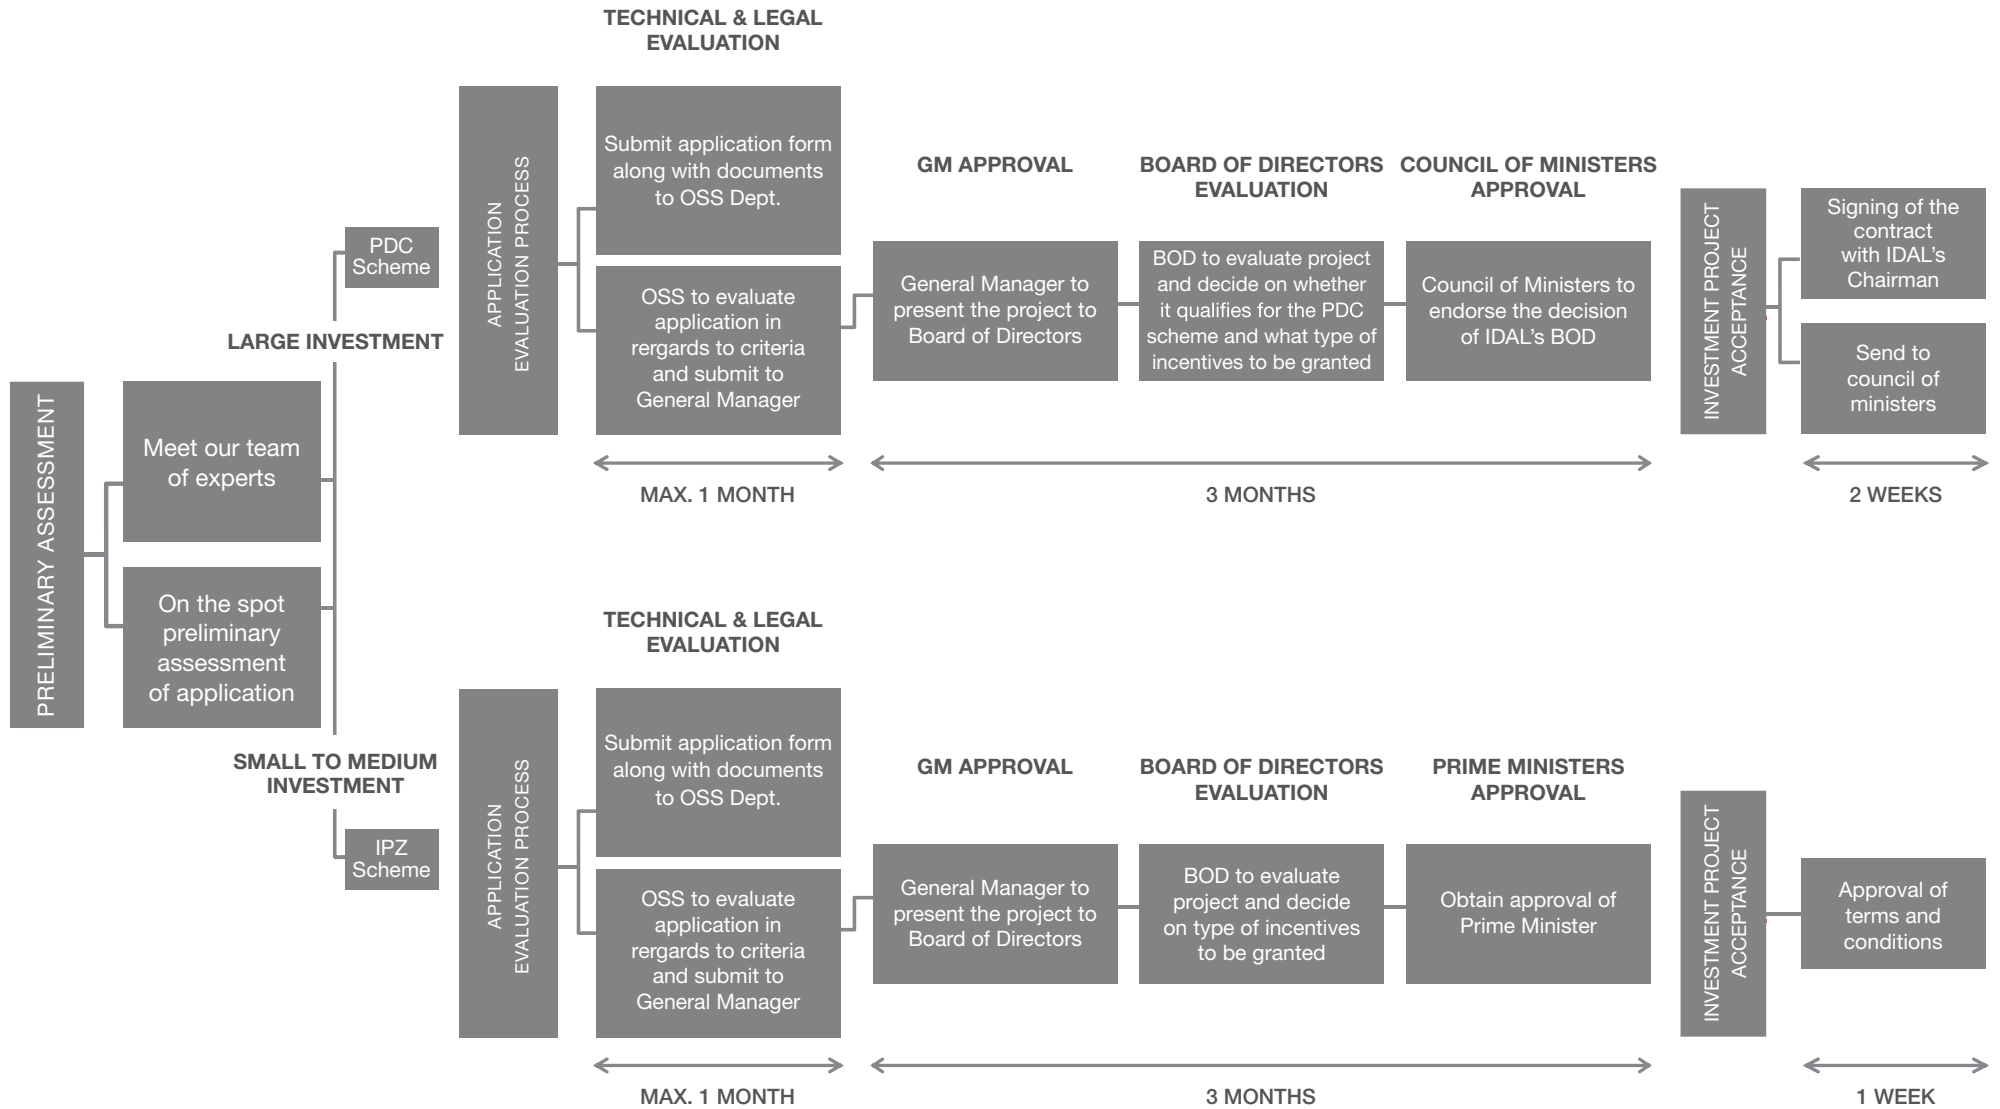 PRELIMINARY ASSESSMENT
Meet our team
of experts
On the spot
preliminary
assessment
of application
LARGE INVESTMENT
PDC
Scheme
APPLICATION
EVALUATION PROCESS
TECHNICAL & LEGAL
EVALUATION
Submit application form
along with documents
to OSS Dept.
OSS to evaluate
application in
rergards to criteria
and submit to
General Manager
MAX. 1 MONTH
GM APPROVAL
General Manager to
present the project to
Board of Directors
BOARD OF DIRECTORS
EVALUATION
BOD to evaluate project
and decide on whether
it qualifies for the PDC
scheme and what type of
incentives to be granted
COUNCIL OF MINISTERS
APPROVAL
Council of Ministers to
endorse the decision
of IDAL's BOD
3 MONTHS
INVESTMENT PROJECT
ACCEPTANCE
Signing of the
contract
with IDAL's
Chairman
Send to
council of
ministers
2 WEEKS
SMALL TO MEDIUM
INVESTMENT
IPZ
Scheme
APPLICATION
EVALUATION PROCESS
TECHNICAL & LEGAL
EVALUATION
Submit application form
along with documents
to OSS Dept.
OSS to evaluate
application in
rergards to criteria
and submit to
General Manager
MAX. 1 MONTH
GM APPROVAL
General Manager to
present the project to
Board of Directors
BOARD OF DIRECTORS
EVALUATION
BOD to evaluate
project and decide
on type of incentives
to be granted
PRIME MINISTERS
APPROVAL
Obtain approval of
Prime Minister
3 MONTHS
INVESTMENT PROJECT
ACCEPTANCE
Approval of
terms and
conditions
1 WEEK